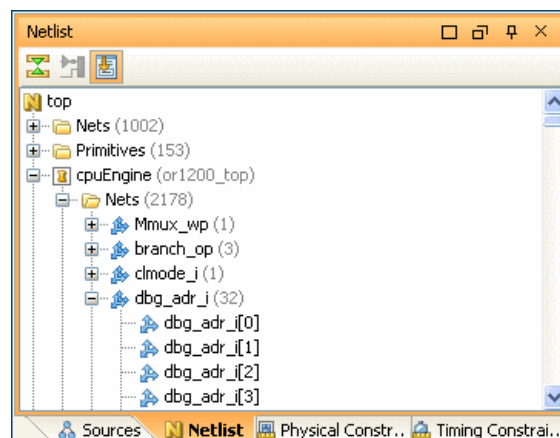 Netlist
top
Nets (1002)
Primitives (153)
cpuEngine (or1200_top)
Nets (2178)
Mmux_wp (1)
branch_op (3)
clmode_i (1)
dbg_adr_i (32)
dbg_adr_i[0]
dbg_adr_i[1]
dbg_adr_i[2]
dbg_adr_i[3]
Sources Netlist Physical Constr.. Timing Constrai..